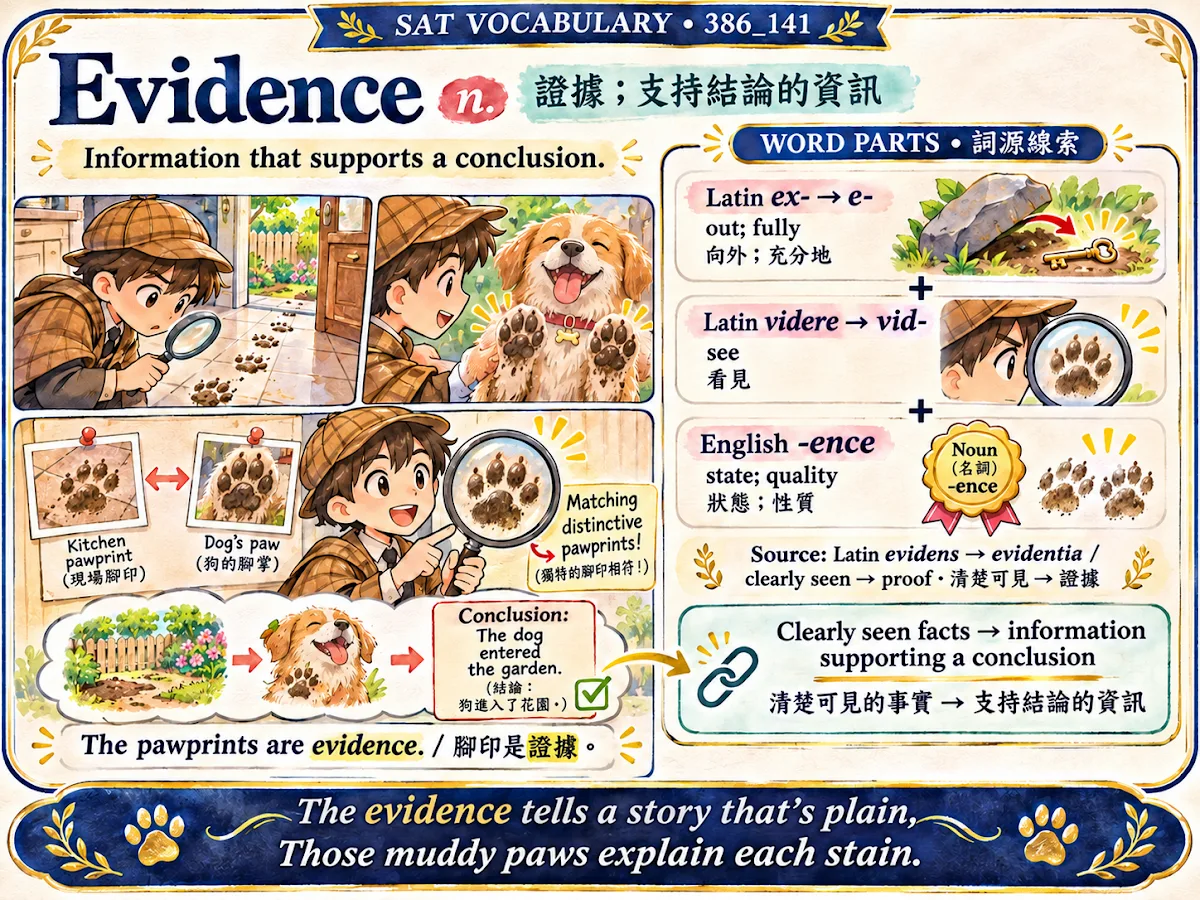 SAT VOCABULARY • 386_141
Evidence n. 證據；支持結論的資訊
Information that supports a conclusion.
Kitchen
pawprint
(現場腳印)
Dog's paw
(狗的腳掌)
Matching
distinctive
pawprints!
(獨特的腳印相符！)
Conclusion:
The dog
entered
the garden.
(結論：
狗進入了花園。)
The pawprints are evidence. / 腳印是證據。
WORD PARTS • 詞源線索
Latin ex- → e-
out; fully
向外；充分地
+
Latin videre → vid-
see
看見
+
English -ence
state; quality
狀態；性質
Noun
(名詞)
-ence
Source: Latin evidens → evidentia /
clearly seen → proof · 清楚可見 → 證據
Clearly seen facts → information
supporting a conclusion
清楚可見的事實 → 支持結論的資訊
The evidence tells a story that's plain,
Those muddy paws explain each stain.